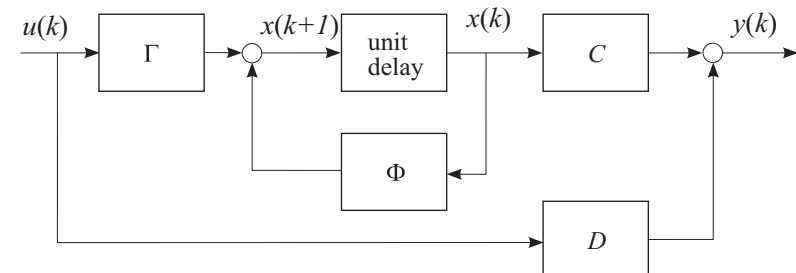 u(k)
Γ
x(k+1)
unit
delay
x(k)
C
y(k)
Φ
D